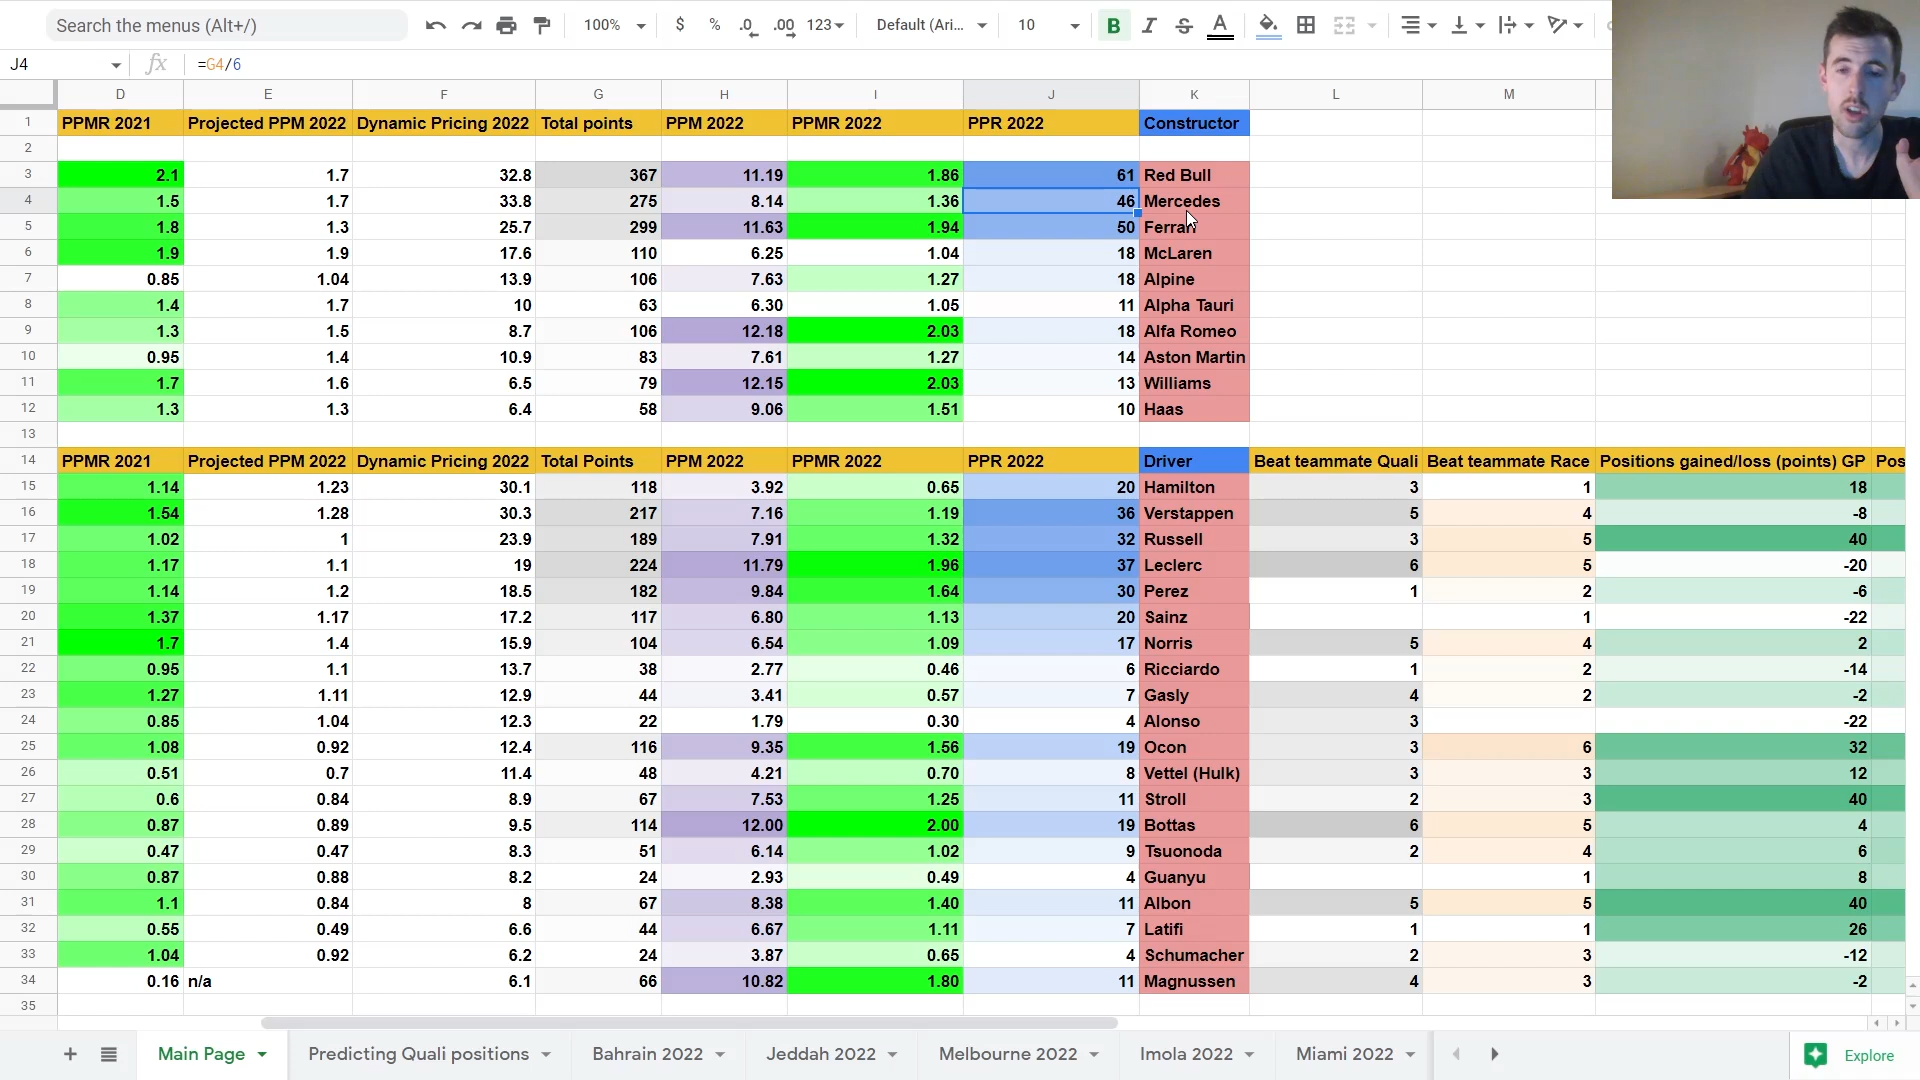 Search the menus (Alt+/)
100% $ % .0 .00 123 Default (Ari... 10 B I S A
J4 fx =G4/6
D E F G H I J K L M
1 PPMR 2021 Projected PPM 2022 Dynamic Pricing 2022 Total points PPM 2022 PPMR 2022 PPR 2022 Constructor
2
3 2.1 1.7 32.8 367 11.19 1.86 61 Red Bull
4 1.5 1.7 33.8 275 8.14 1.36 46 Mercedes
5 1.8 1.3 25.7 299 11.63 1.94 50 Ferrari
6 1.9 1.9 17.6 110 6.25 1.04 18 McLaren
7 0.85 1.04 13.9 106 7.63 1.27 18 Alpine
8 1.4 1.7 10 63 6.30 1.05 11 Alpha Tauri
9 1.3 1.5 8.7 106 12.18 2.03 18 Alfa Romeo
10 0.95 1.4 10.9 83 7.61 1.27 14 Aston Martin
11 1.7 1.6 6.5 79 12.15 2.03 13 Williams
12 1.3 1.3 6.4 58 9.06 1.51 10 Haas
13
14 PPMR 2021 Projected PPM 2022 Dynamic Pricing 2022 Total Points PPM 2022 PPMR 2022 PPR 2022 Driver Beat teammate Quali Beat teammate Race Positions gained/loss (points) GP Pos
15 1.14 1.23 30.1 118 3.92 0.65 20 Hamilton 3 1 18
16 1.54 1.28 30.3 217 7.16 1.19 36 Verstappen 5 4 -8
17 1.02 1 23.9 189 7.91 1.32 32 Russell 3 5 40
18 1.17 1.1 19 224 11.79 1.96 37 Leclerc 6 5 -20
19 1.14 1.2 18.5 182 9.84 1.64 30 Perez 1 2 -6
20 1.37 1.17 17.2 117 6.80 1.13 20 Sainz 1 -22
21 1.7 1.4 15.9 104 6.54 1.09 17 Norris 5 4 2
22 0.95 1.1 13.7 38 2.77 0.46 6 Ricciardo 1 2 -14
23 1.27 1.11 12.9 44 3.41 0.57 7 Gasly 4 2 -2
24 0.85 1.04 12.3 22 1.79 0.30 4 Alonso 3 -22
25 1.08 0.92 12.4 116 9.35 1.56 19 Ocon 3 6 32
26 0.51 0.7 11.4 48 4.21 0.70 8 Vettel (Hulk) 3 3 12
27 0.6 0.84 8.9 67 7.53 1.25 11 Stroll 2 3 40
28 0.87 0.89 9.5 114 12.00 2.00 19 Bottas 6 5 4
29 0.47 0.47 8.3 51 6.14 1.02 9 Tsuonoda 2 4 6
30 0.87 0.88 8.2 24 2.93 0.49 4 Guanyu 1 8
31 1.1 0.84 8 67 8.38 1.40 11 Albon 5 5 40
32 0.55 0.49 6.6 44 6.67 1.11 7 Latifi 1 1 26
33 1.04 0.92 6.2 24 3.87 0.65 4 Schumacher 2 3 -12
34 0.16 n/a 6.1 66 10.82 1.80 11 Magnussen 4 3 -2
35
+ Main Page Predicting Quali positions Bahrain 2022 Jeddah 2022 Melbourne 2022 Imola 2022 Miami 2022 Explore